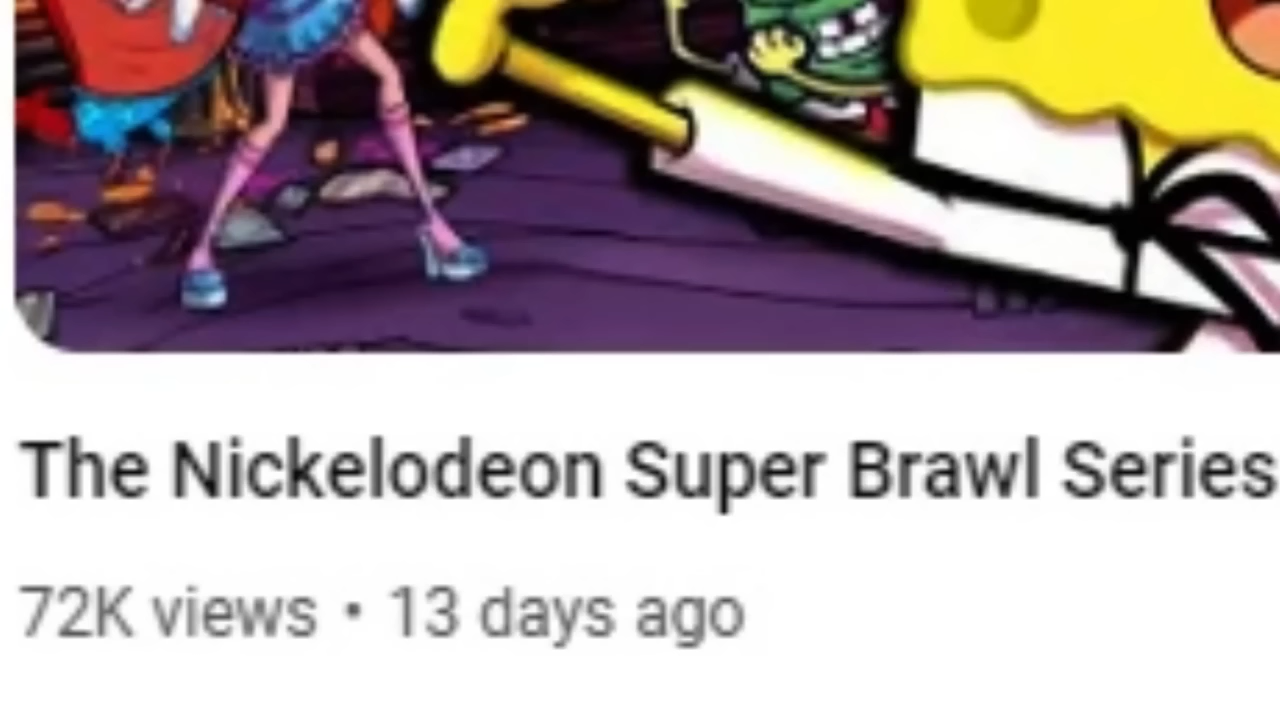 The Nickelodeon Super Brawl Series
72K views • 13 days ago